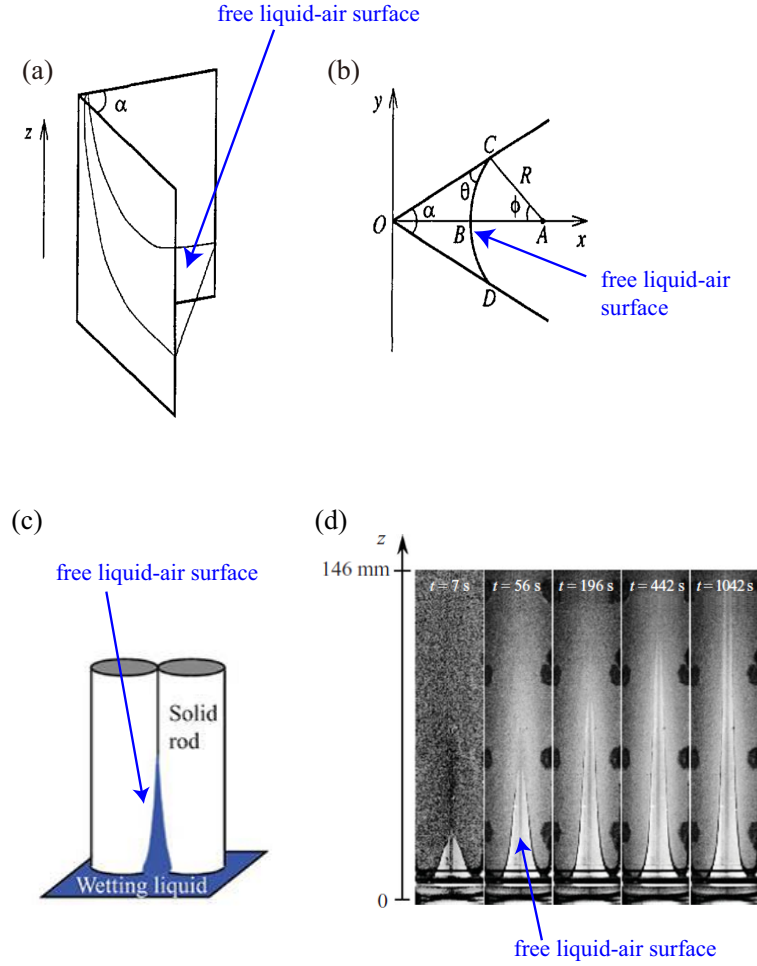 free liquid-air surface
(a)
α
z
(b)
y
C
R
θ
α
ϕ
O
B
A
x
D
free liquid-air
surface
(c)
free liquid-air surface
Solid
rod
Wetting liquid
(d)
z
146 mm
t = 7 s
t = 56 s
t = 196 s
t = 442 s
t = 1042 s
0
free liquid-air surface